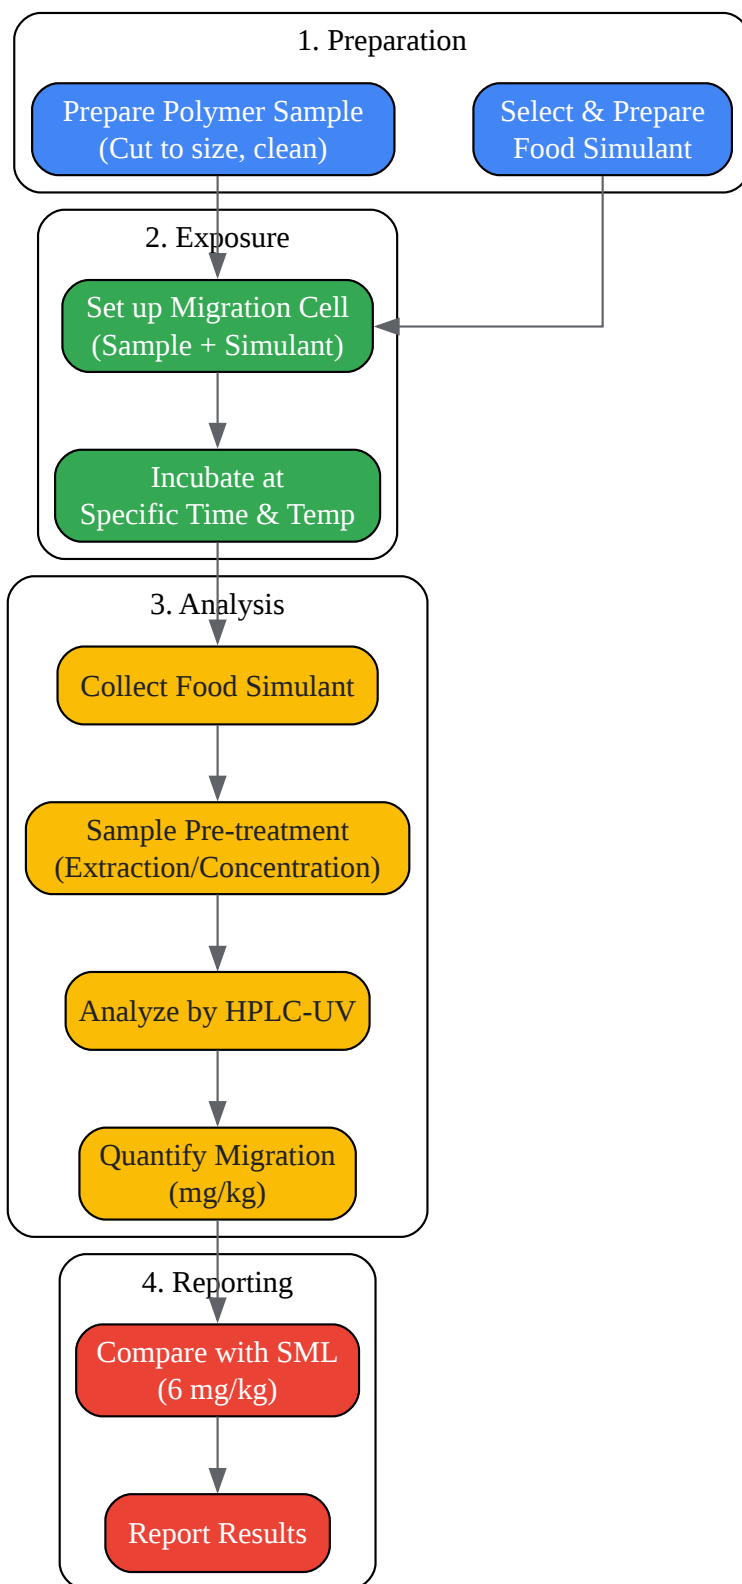 1. Preparation
Prepare Polymer Sample
(Cut to size, clean)
Select & Prepare
Food Simulant
2. Exposure
Set up Migration Cell
(Sample + Simulant)
Incubate at
Specific Time & Temp
3. Analysis
Collect Food Simulant
Sample Pre-treatment
(Extraction/Concentration)
Analyze by HPLC-UV
Quantify Migration
(mg/kg)
4. Reporting
Compare with SML
(6 mg/kg)
Report Results